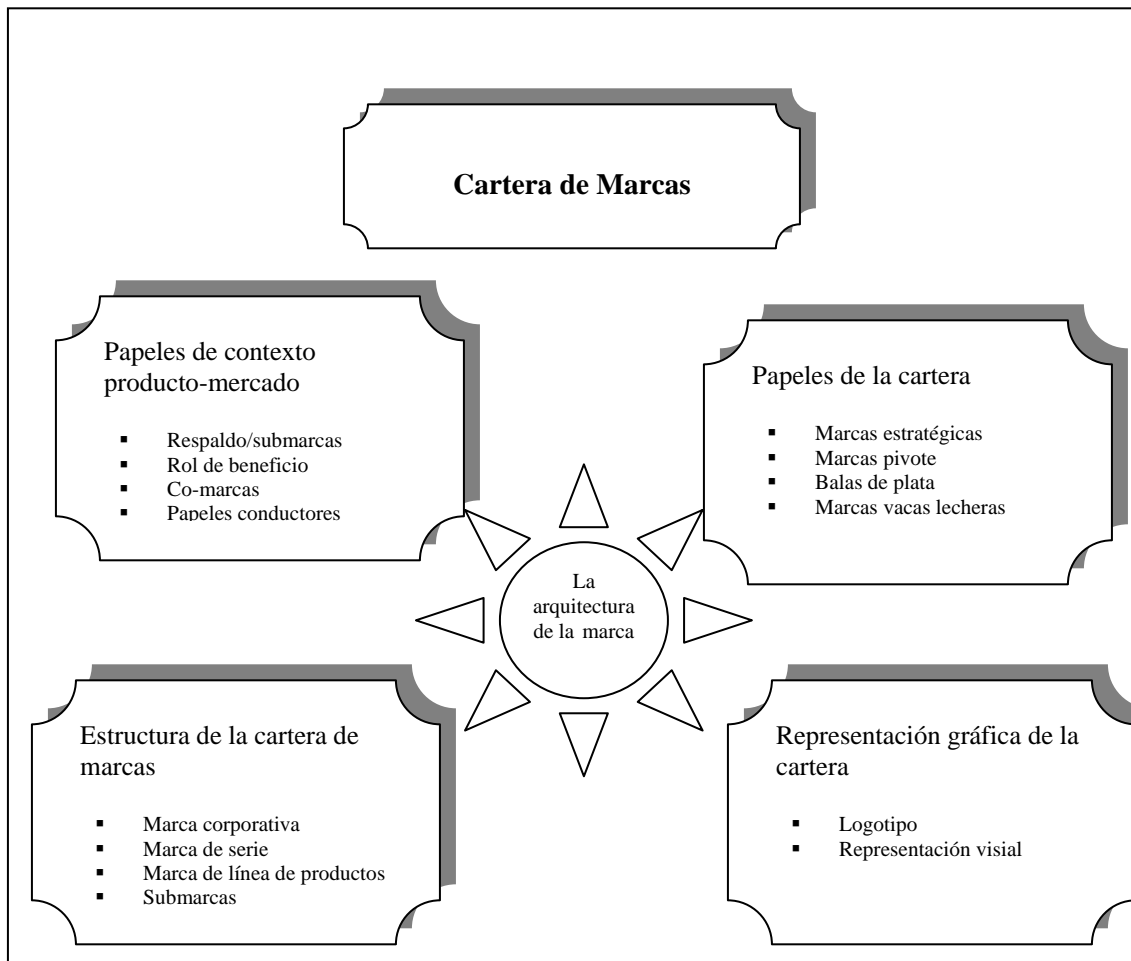 Cartera de Marcas
Papeles de contexto
producto-mercado
▪ Respaldo/submarcas
▪ Rol de beneficio
▪ Co-marcas
▪ Papeles conductores
Papeles de la cartera
▪ Marcas estratégicas
▪ Marcas pivote
▪ Balas de plata
▪ Marcas vacas lecheras
La
arquitectura
de la marca
Estructura de la cartera de
marcas
▪ Marca corporativa
▪ Marca de serie
▪ Marca de línea de productos
▪ Submarcas
Representación gráfica de la
cartera
▪ Logotipo
▪ Representación visial